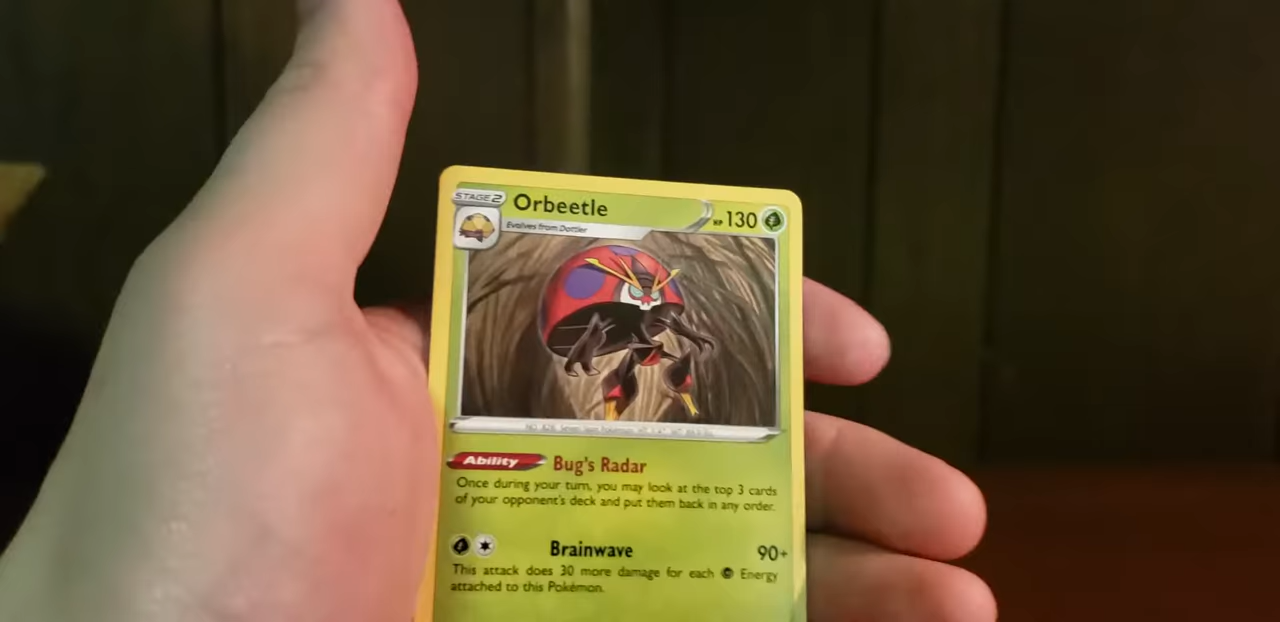 STAGE 2
Orbeetle
HP 130
Evolves from Dottler
Ability
Bug's Radar
Once during your turn, you may look at the top 3 cards
of your opponent's deck and put them back in any order.
Brainwave
90+
This attack does 30 more damage for each Energy
attached to this Pokémon.